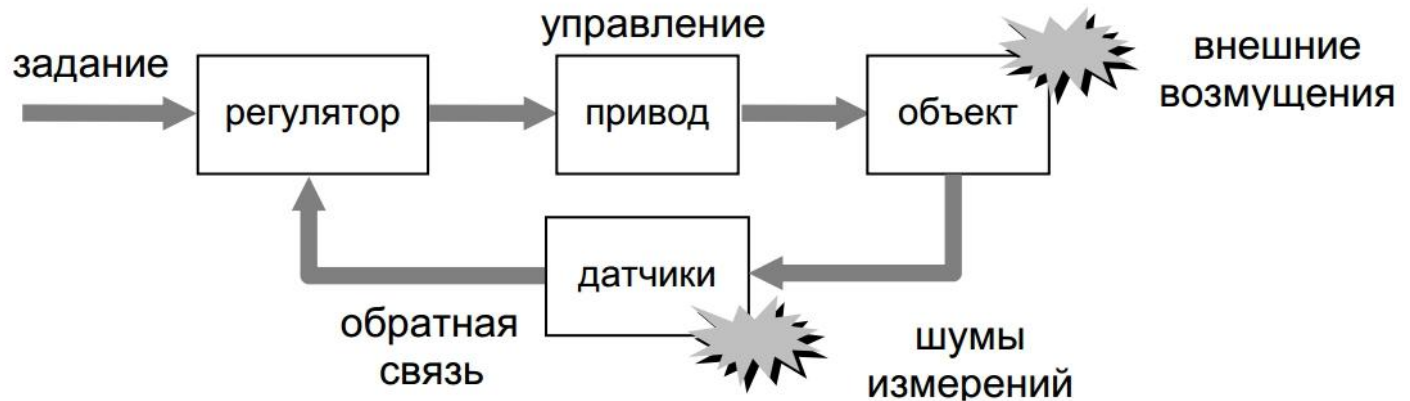 управление
задание
внешние
возмущения
регулятор
привод
объект
датчики
обратная
связь
шумы
измерений